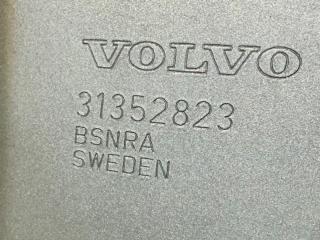 VOLVO
31352823
BSNRA
SWEDEN